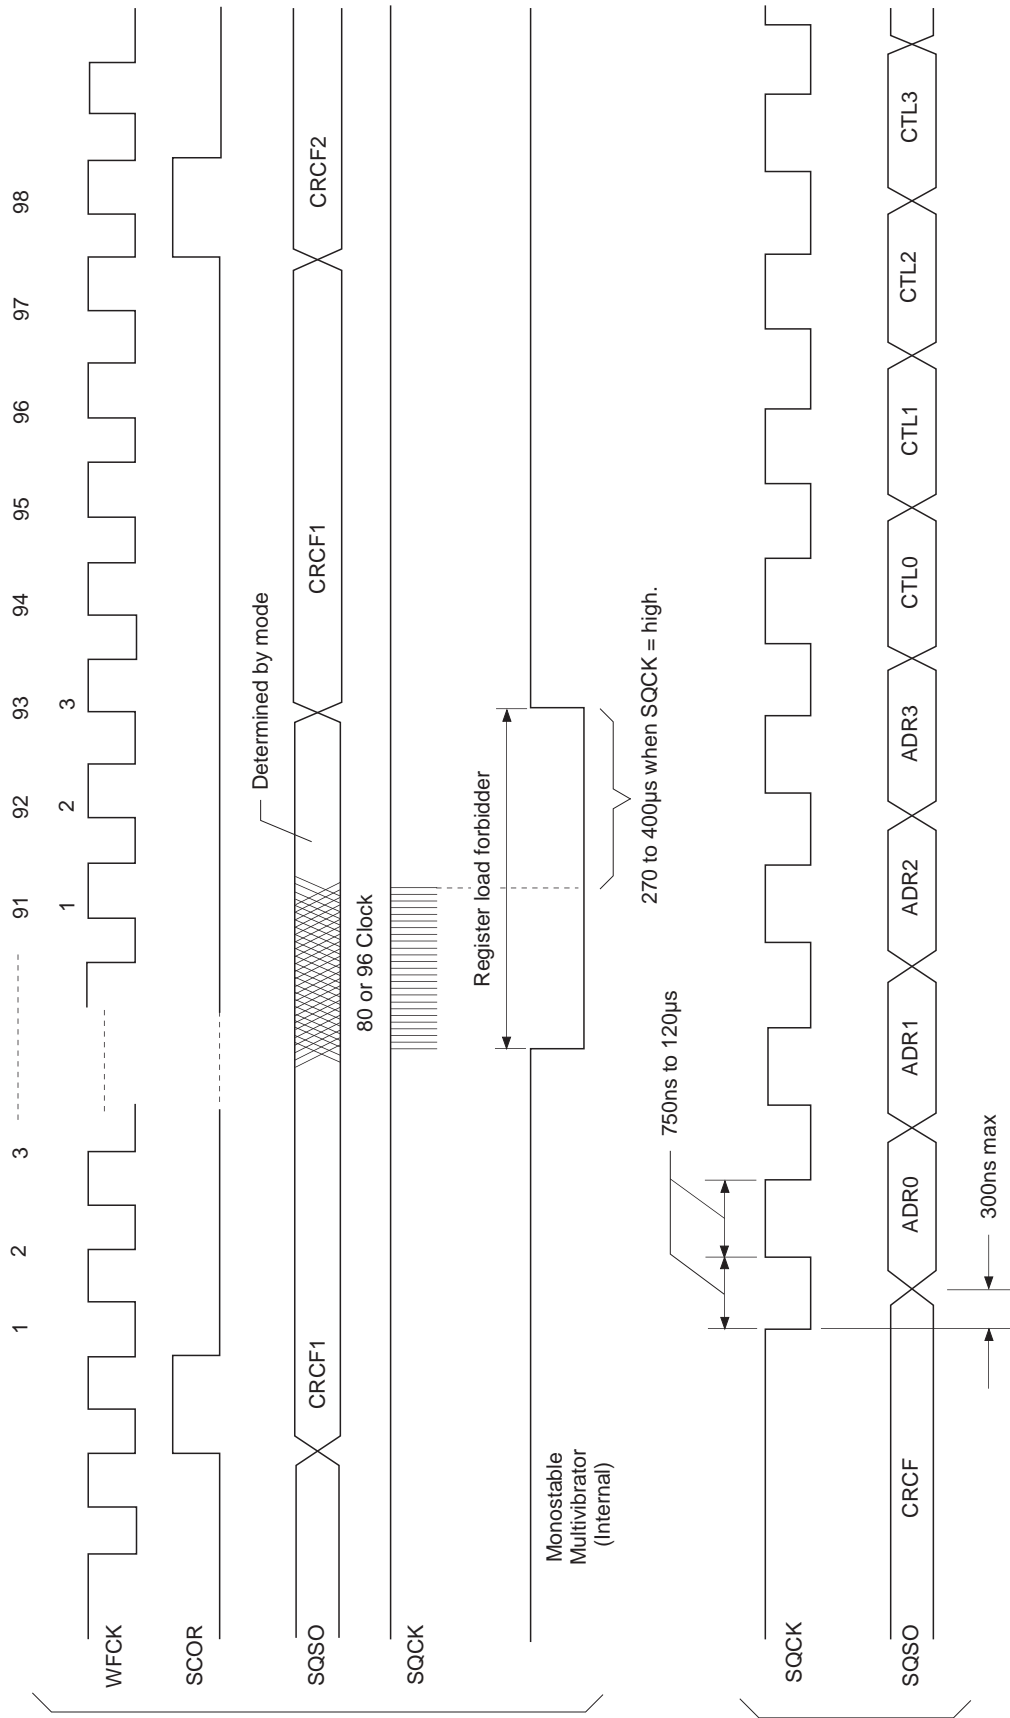 1 2 3 91 92 93 94 95 96 97 98
1 2 3
WFCK
SCOR
Determined by mode
SQSO CRCF1 CRCF1 CRCF2
80 or 96 Clock
SQCK
Register load forbidder
Monostable
Multivibrator
(Internal)
270 to 400μs when SQCK = high.
750ns to 120μs
SQCK
SQSO CRCF ADR0 ADR1 ADR2 ADR3 CTL0 CTL1 CTL2 CTL3
300ns max